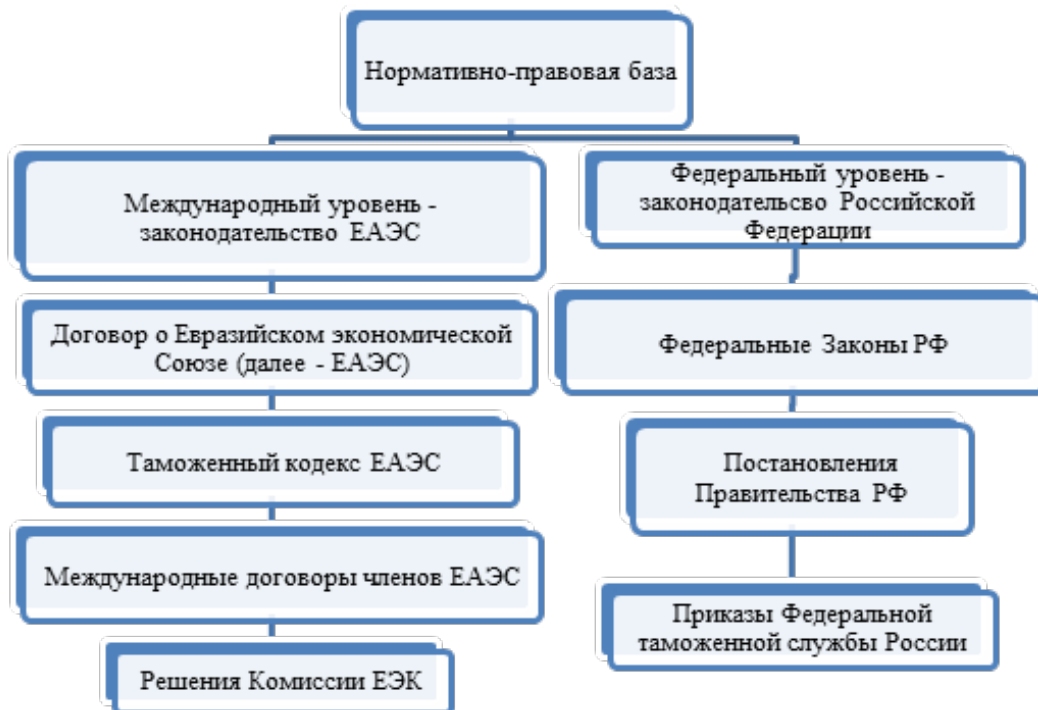 Нормативно-правовая база
Международный уровень -
законодательство ЕАЭС
Договор о Евразийском экономической
Союзе (далее - ЕАЭС)
Таможенный кодекс ЕАЭС
Международные договоры членов ЕАЭС
Решения Комиссии ЕЭК
Федеральный уровень -
законодательсво Российской
Федерации
Федеральные Законы РФ
Постановления
Правительства РФ
Приказы Федеральной
таможенной службы России